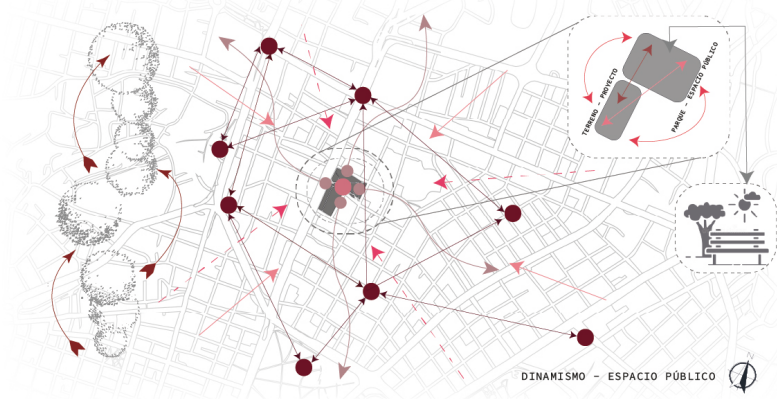 TERRENO - PROYECTO
PARQUE - ESPACIO PÚBLICO
DINAMISMO - ESPACIO PÚBLICO
N